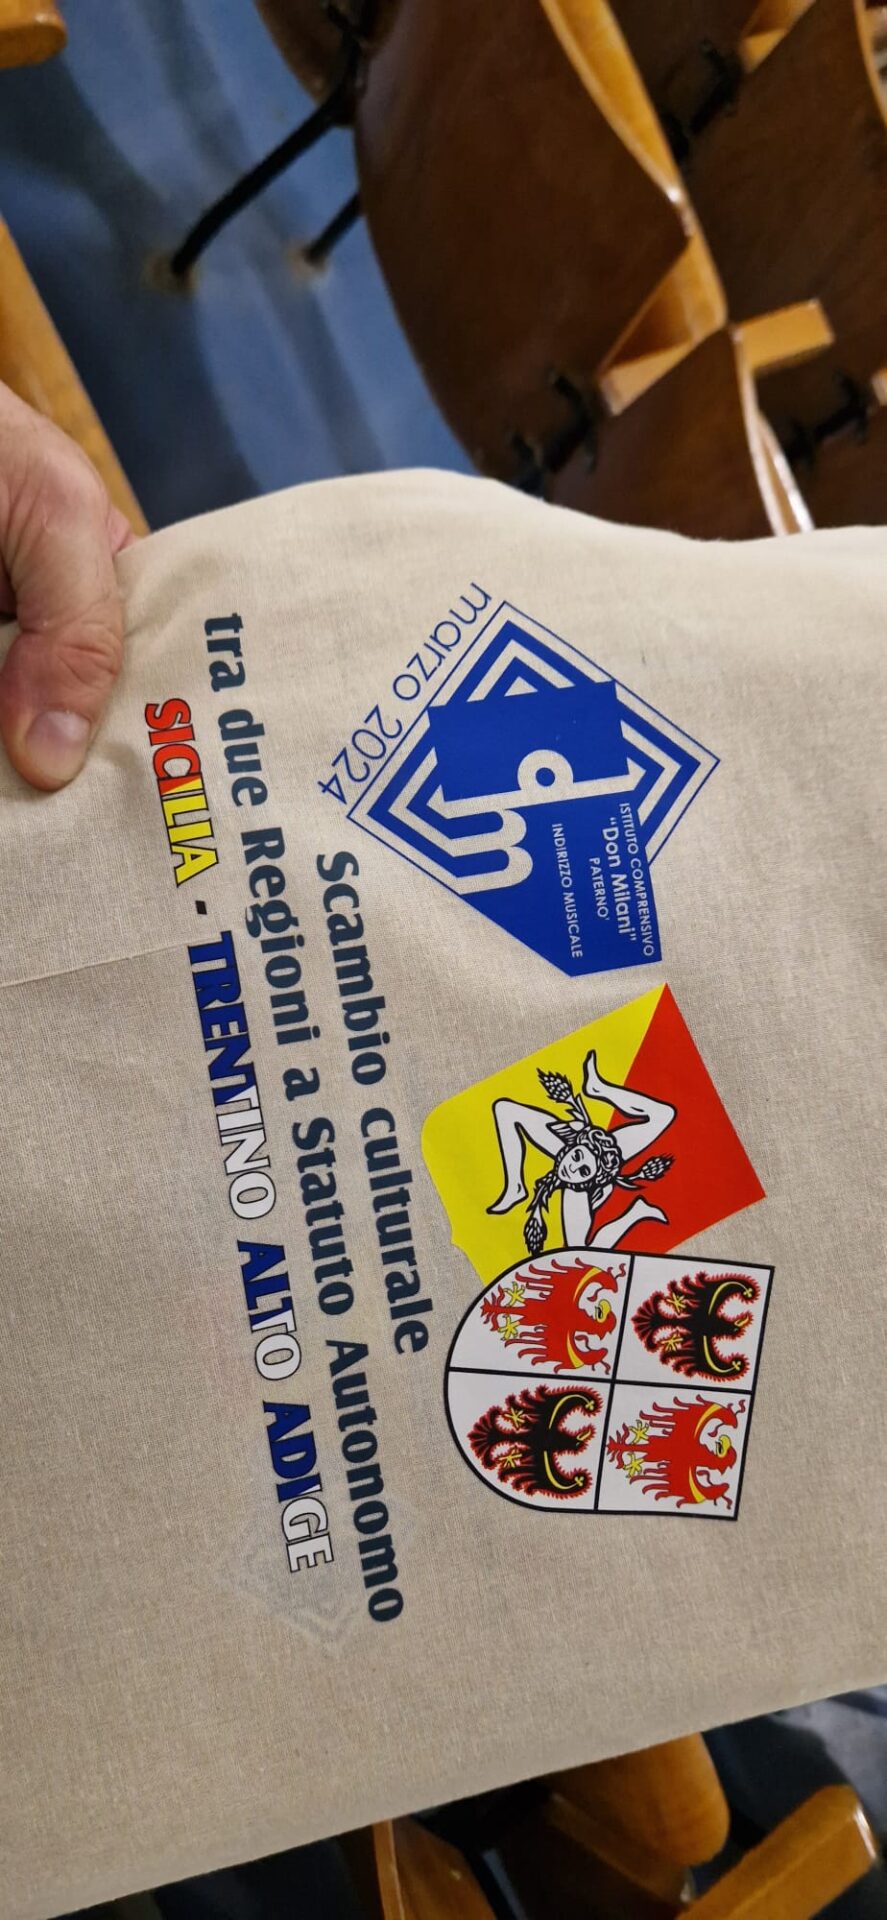 marzo 2024
dm
ISTITUTO COMPRENSIVO
"Don Milani"
PATERNO'
INDIRIZZO MUSICALE
Scambio culturale
tra due Regioni a Statuto Autonomo
SICILIA - TRENTINO ALTO ADIGE